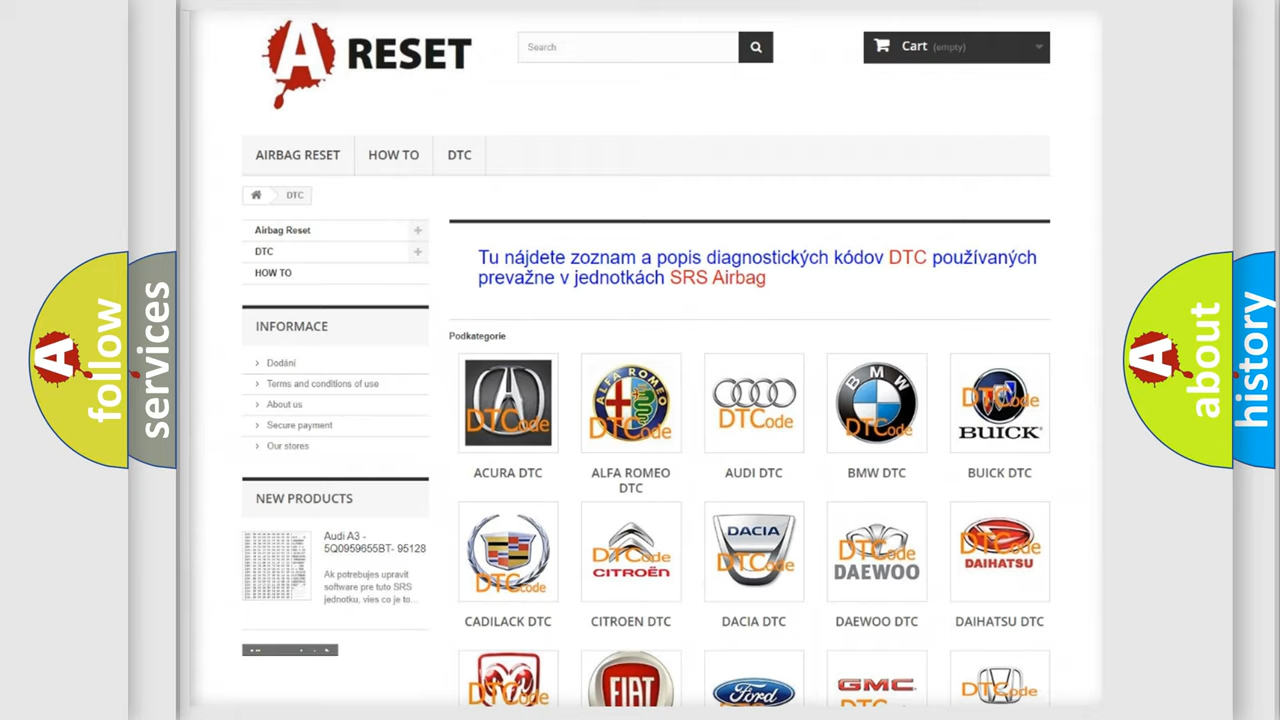 A RESET
Search
Cart (empty)
AIRBAG RESET
HOW TO
DTC
DTC
Airbag Reset
DTC
HOW TO
INFORMACE
Dodání
Terms and conditions of use
About us
Secure payment
Our stores
NEW PRODUCTS
Audi A3 -
5Q0959655BT- 95128
Ak potrebujes upravit
software pre tuto SRS
jednotku, vies co je to...
Tu nájdete zoznam a popis diagnostických kódov DTC používaných
prevažne v jednotkách SRS Airbag
Podkategorie
DTCode
ALFA ROMEO
DTCode
DTCode
BMW
DTCode
DTCode
BUICK
ACURA DTC
ALFA ROMEO
DTC
AUDI DTC
BMW DTC
BUICK DTC
DTCode
DTCode
CITROËN
DACIA
DTCode
DTCode
DAEWOO
DTCode
DAIHATSU
CADILACK DTC
CITROEN DTC
DACIA DTC
DAEWOO DTC
DAIHATSU DTC
DTCode
FIAT
Ford
GMC
DTCode
A follow
services
A about
history